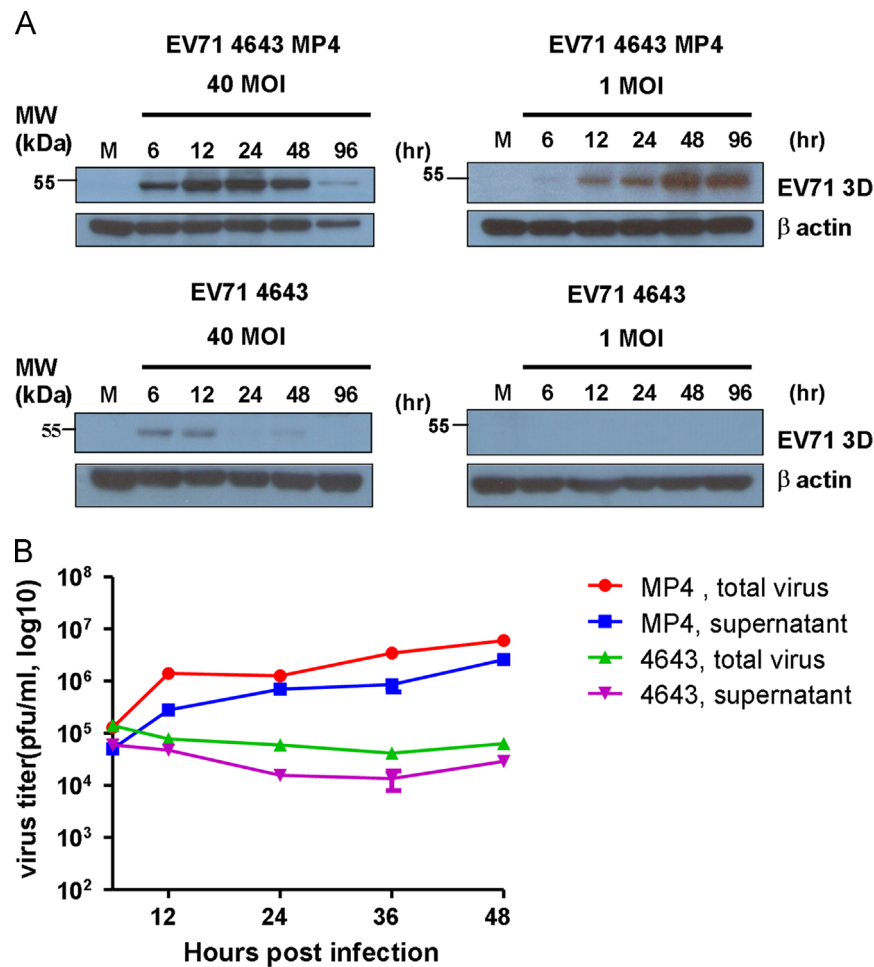 A
EV71 4643 MP4
40 MOI
MW
(kDa)
M 6 12 24 48 96 (hr)
55
EV71 4643 MP4
1 MOI
M 6 12 24 48 96 (hr)
55
EV71 3D
β actin
EV71 4643
40 MOI
MW
(kDa)
M 6 12 24 48 96 (hr)
55
EV71 4643
1 MOI
M 6 12 24 48 96 (hr)
55
EV71 3D
β actin
B
virus titer(pfu/ml, log10)
10⁸
10⁷
10⁶
10⁵
10⁴
10³
10²
12 24 36 48
Hours post infection
MP4 , total virus
MP4, supernatant
4643, total virus
4643, supernatant